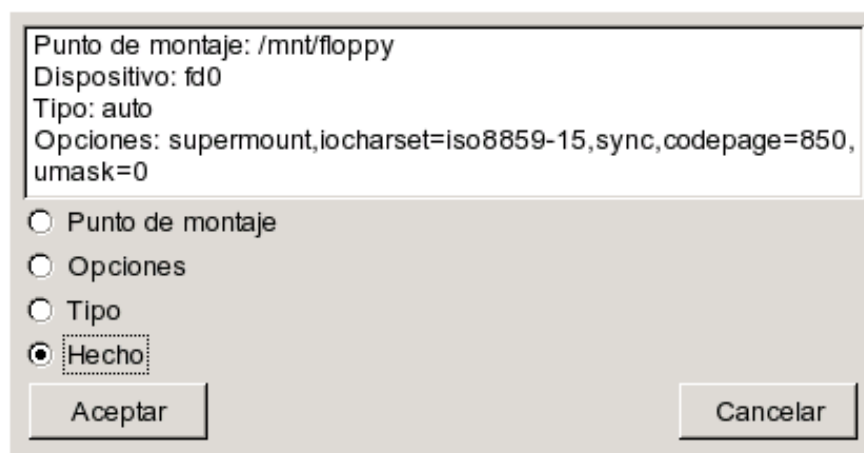 Punto de montaje: /mnt/floppy
Dispositivo: fd0
Tipo: auto
Opciones: supermount,iocharset=iso8859-15,sync,codepage=850,
umask=0
Punto de montaje
Opciones
Tipo
Hecho
Aceptar
Cancelar